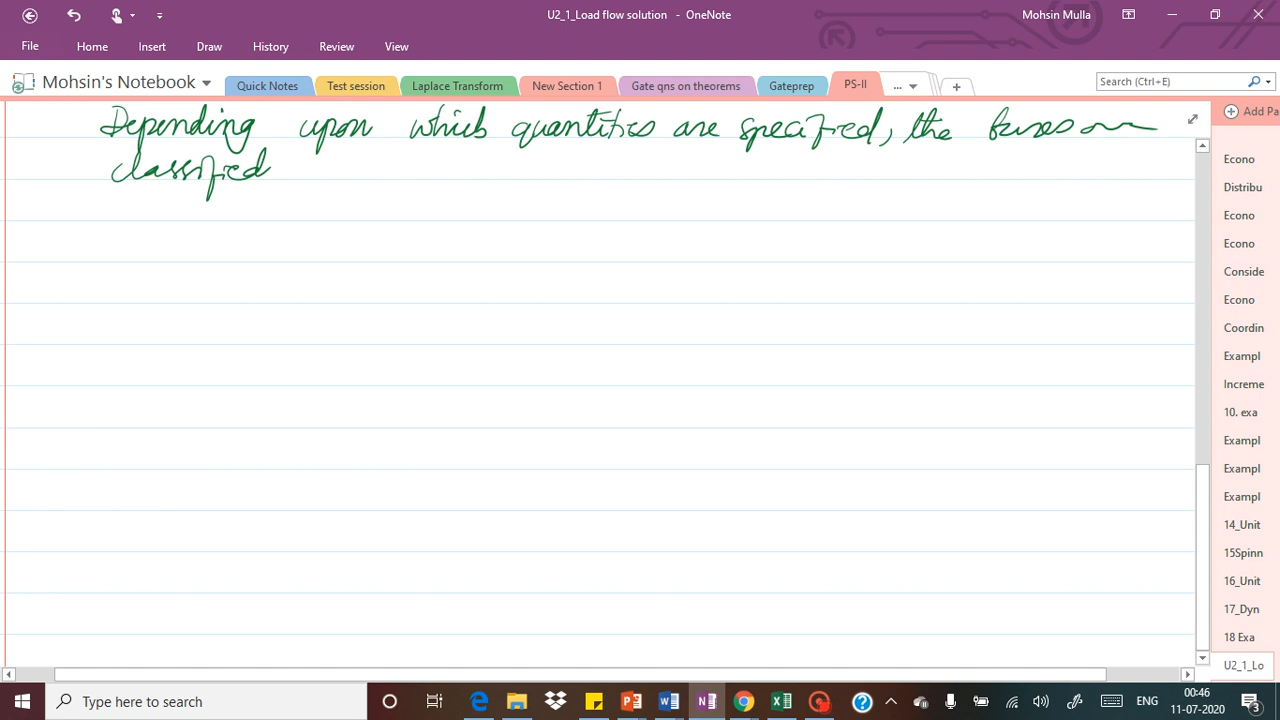 U2_1_Load flow solution - OneNote
Mohsin Mulla
File Home Insert Draw History Review View
Mohsin's Notebook
Quick Notes Test session Laplace Transform New Section 1 Gate qns on theorems Gateprep PS-II ... +
Search (Ctrl+E)
Add Pa
Depending upon which quantities are specified, the buses are
classified
Econo
Distribu
Econo
Econo
Conside
Econo
Coordin
Exampl
Increme
10. exa
Exampl
Exampl
Exampl
14_Unit
15Spinn
16_Unit
17_Dyn
18 Exa
U2_1_Lo
Type here to search
ENG
00:46
11-07-2020
3